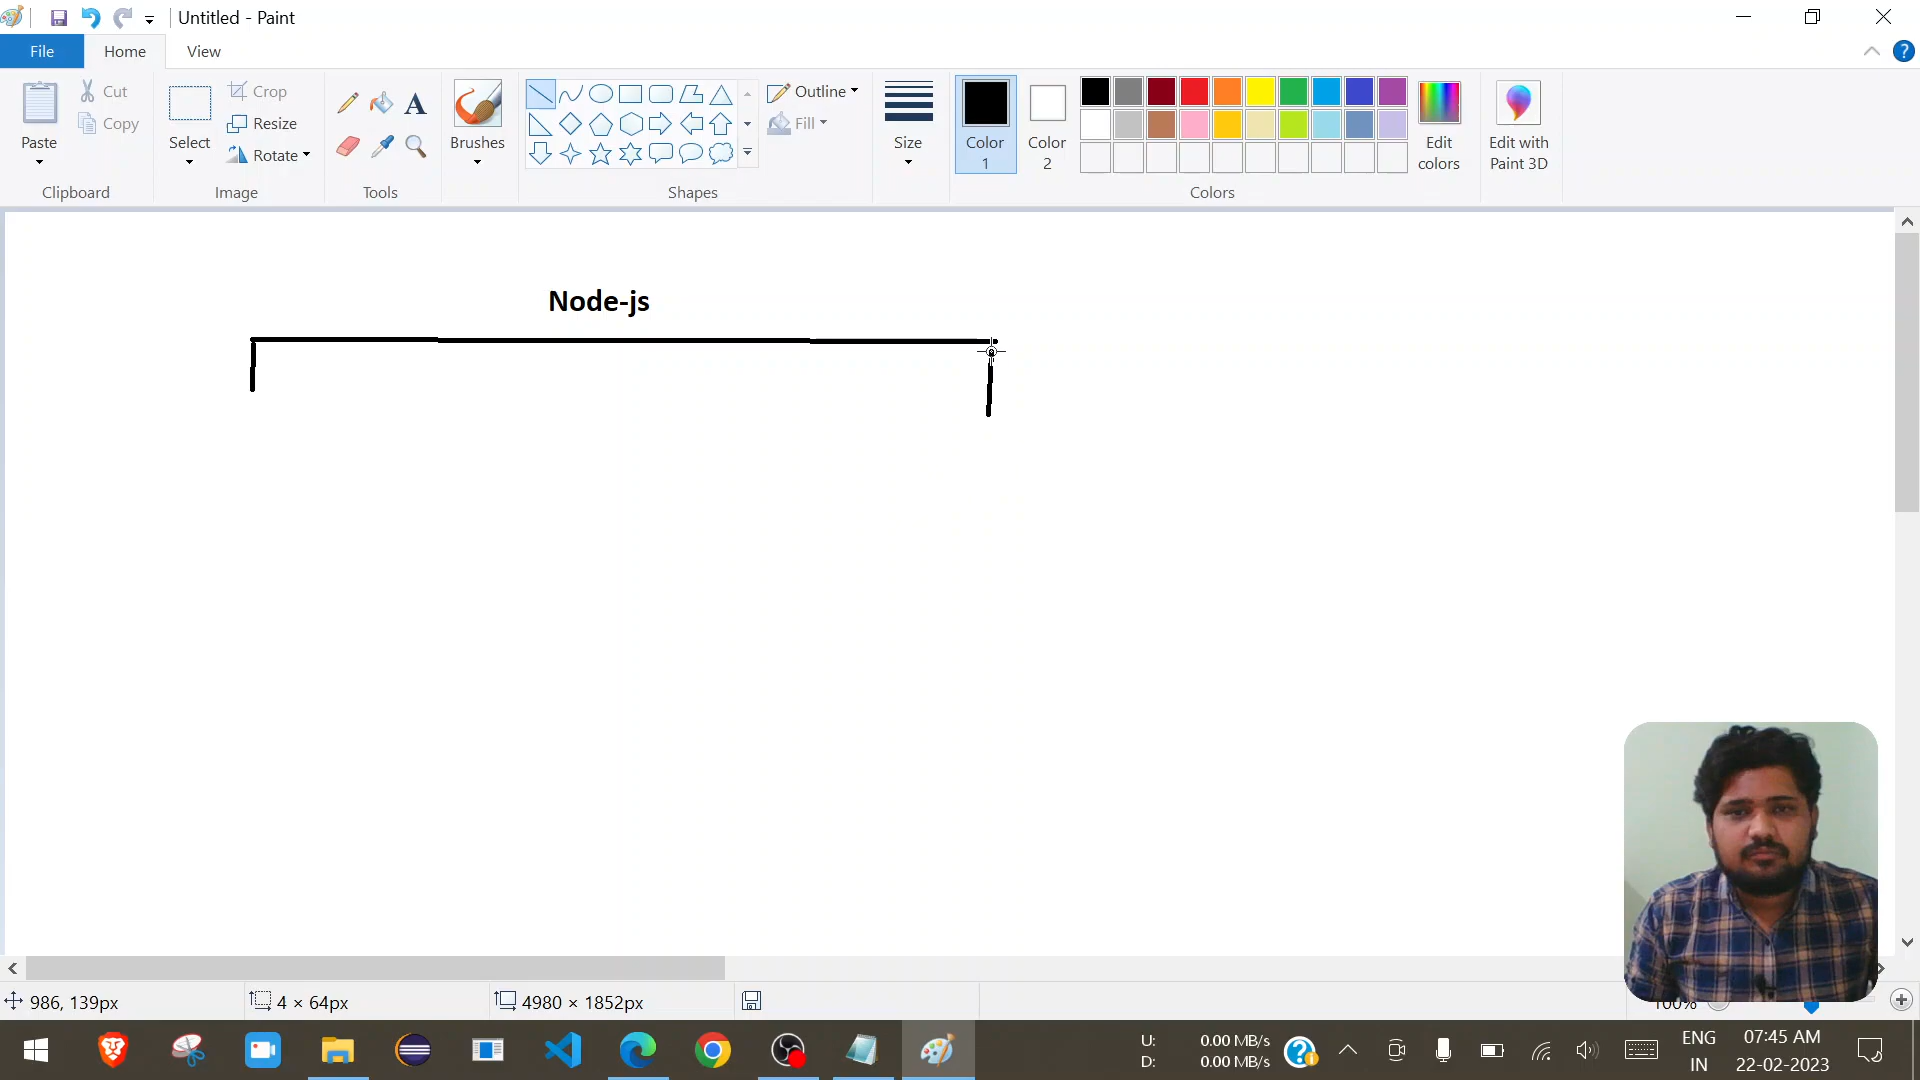 Untitled - Paint
File
Home
View
Paste
Cut
Copy
Clipboard
Select
Crop
Resize
Rotate
Image
A
Tools
Brushes
Shapes
Outline
Fill
Size
Color 1
Color 2
Colors
Edit colors
Edit with Paint 3D
Node-js
986, 139px
4 × 64px
4980 × 1852px
100%
U: 0.00 MB/s
D: 0.00 MB/s
ENG
IN
07:45 AM
22-02-2023